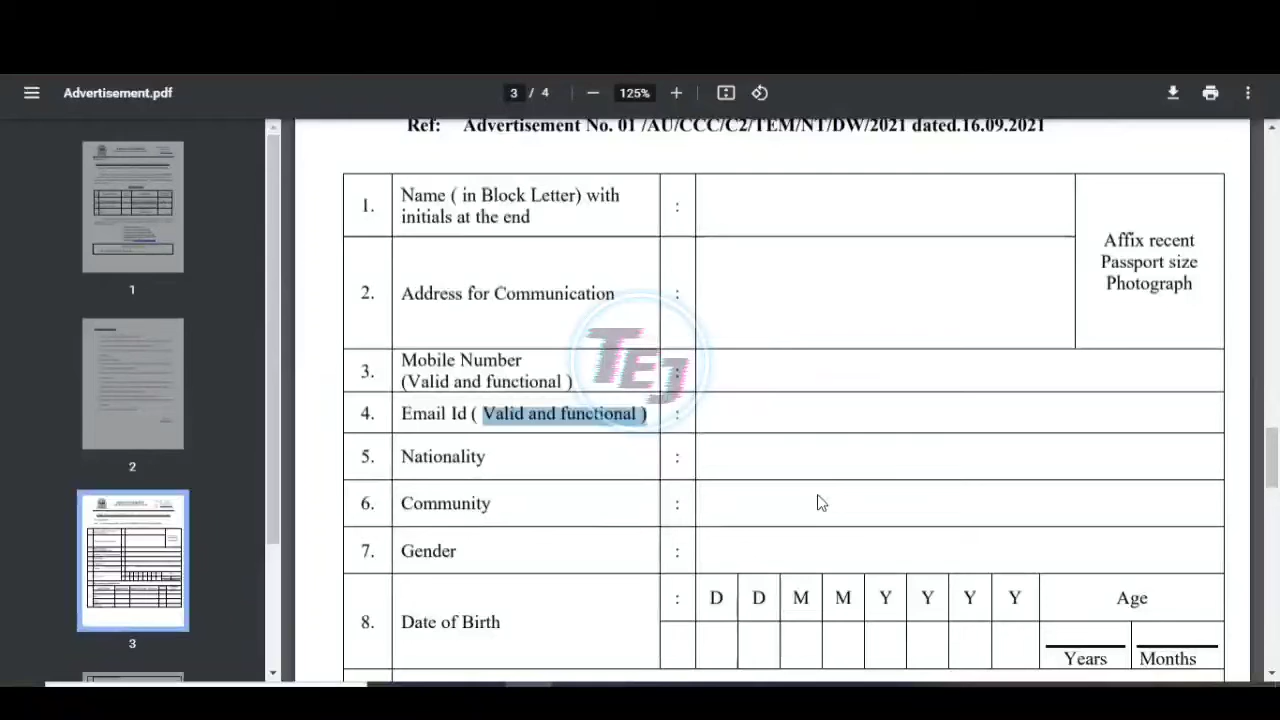 Advertisement.pdf
3 / 4
125%
1
2
3
Ref: Advertisement No. 01 /AU/CCC/C2/TEM/NT/DW/2021 dated.16.09.2021
1. Name ( in Block Letter) with initials at the end :
Affix recent
Passport size
Photograph
2. Address for Communication :
3. Mobile Number
(Valid and functional ) :
4. Email Id ( Valid and functional ) :
5. Nationality :
6. Community :
7. Gender :
8. Date of Birth : D D M M Y Y Y Y Age
Years Months
TEJ